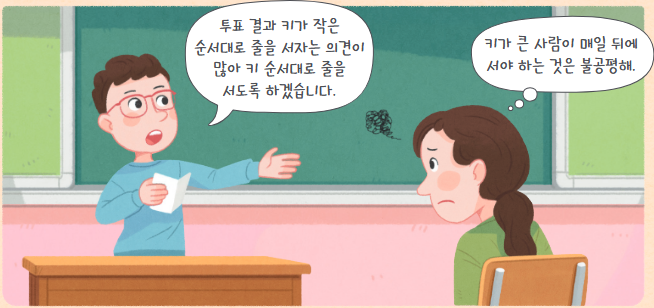 투표 결과 키가 작은
순서대로 줄을 서자는 의견이
많아 키 순서대로 줄을
서도록 하겠습니다.
키가 큰 사람이 매일 뒤에
서야 하는 것은 불공평해.